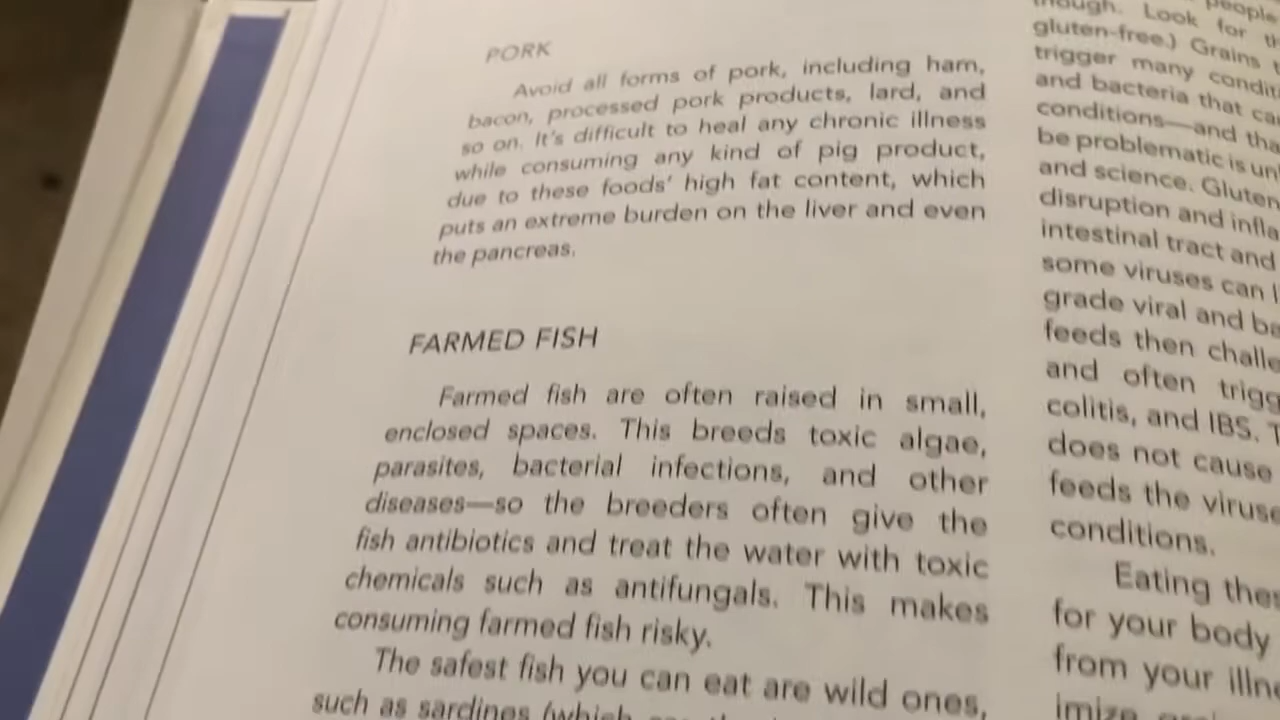 PORK
Avoid all forms of pork, including ham,
bacon, processed pork products, lard, and
so on. It's difficult to heal any chronic illness
while consuming any kind of pig product,
due to these foods' high fat content, which
puts an extreme burden on the liver and even
the pancreas.
FARMED FISH
Farmed fish are often raised in small,
enclosed spaces. This breeds toxic algae,
parasites, bacterial infections, and other
diseases—so the breeders often give the
fish antibiotics and treat the water with toxic
chemicals such as antifungals. This makes
consuming farmed fish risky.
The safest fish you can eat are wild ones,
such as sardines (which
people
though. Look for
gluten-free.) Grains
trigger many
and bacteria that
conditions—and
be problematic is
and science. Gluten
disruption and
intestinal tract and
some viruses can
grade viral and
feeds then
and often
colitis, and IBS.
does not cause
feeds the
conditions.
Eating
for your body
from your